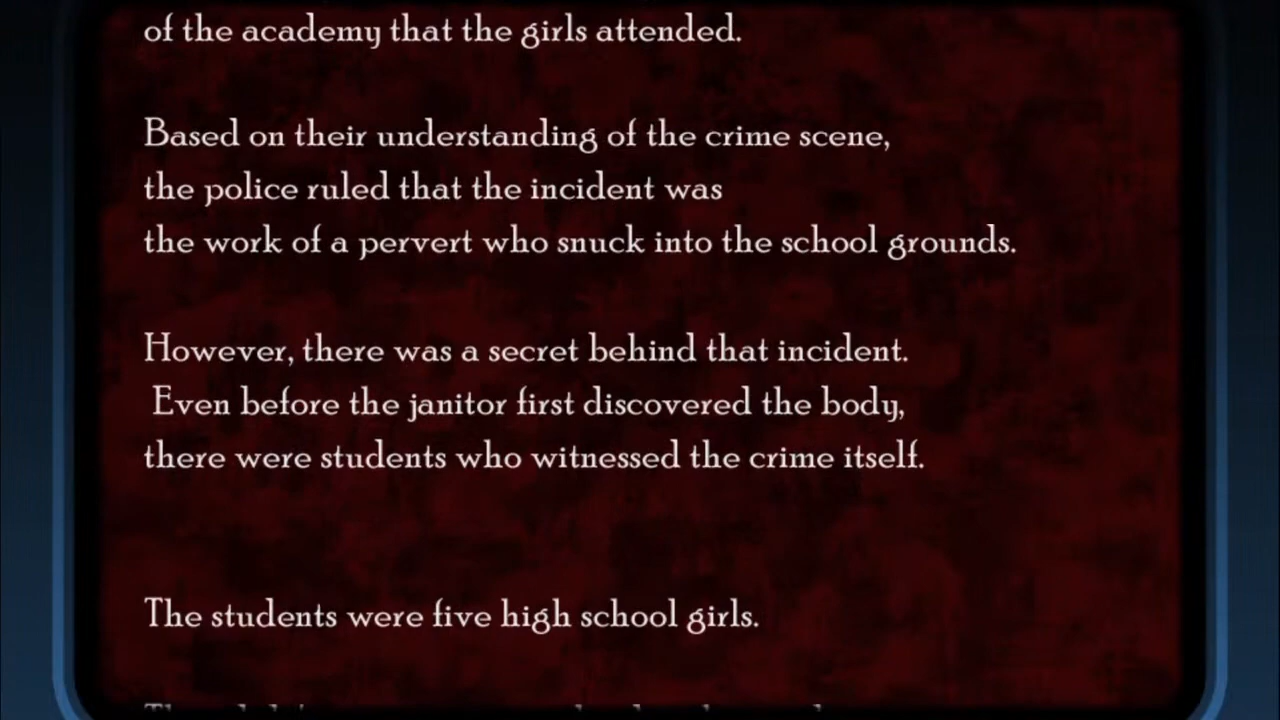 of the academy that the girls attended.
Based on their understanding of the crime scene,
the police ruled that the incident was
the work of a pervert who snuck into the school grounds.
However, there was a secret behind that incident.
Even before the janitor first discovered the body,
there were students who witnessed the crime itself.
The students were five high school girls.